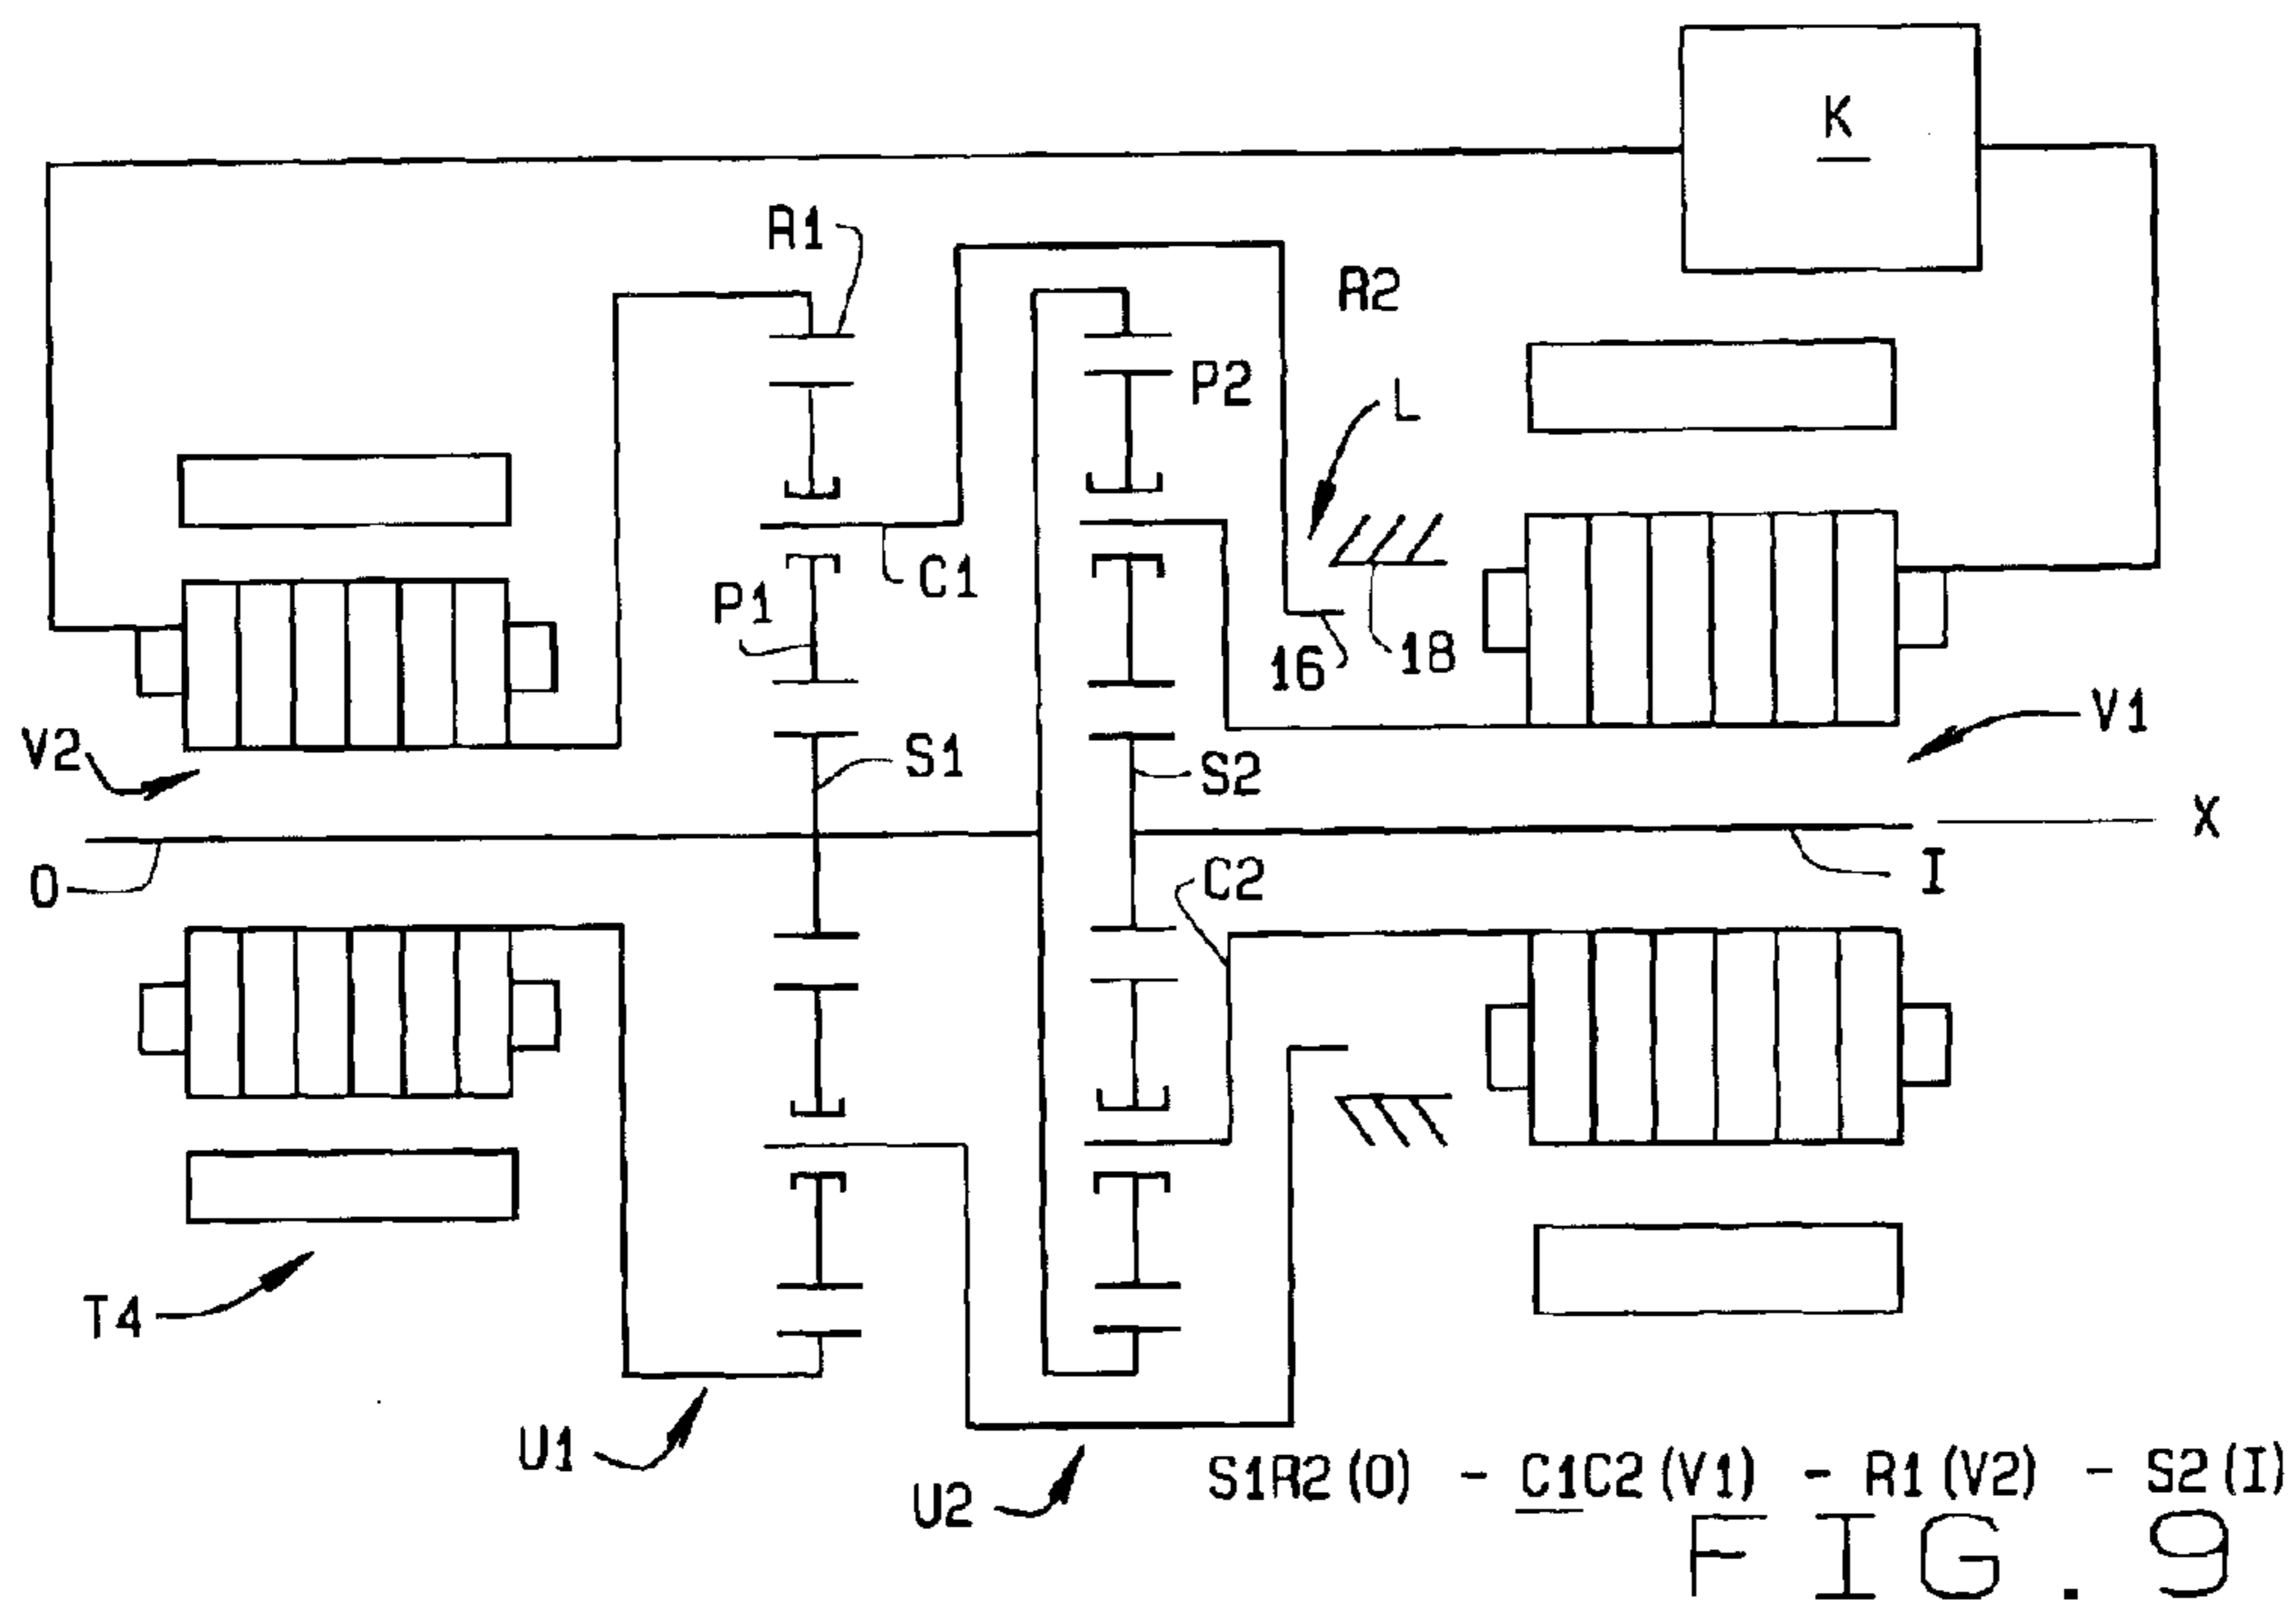 K
R1
R2
P2
L
C1
P1
16
18
V2
S1
S2
V1
X
O
C2
I
T4
U1
U2
S1R2(O) - C1C2(V1) - R1(V2) - S2(I)
FIG. 9